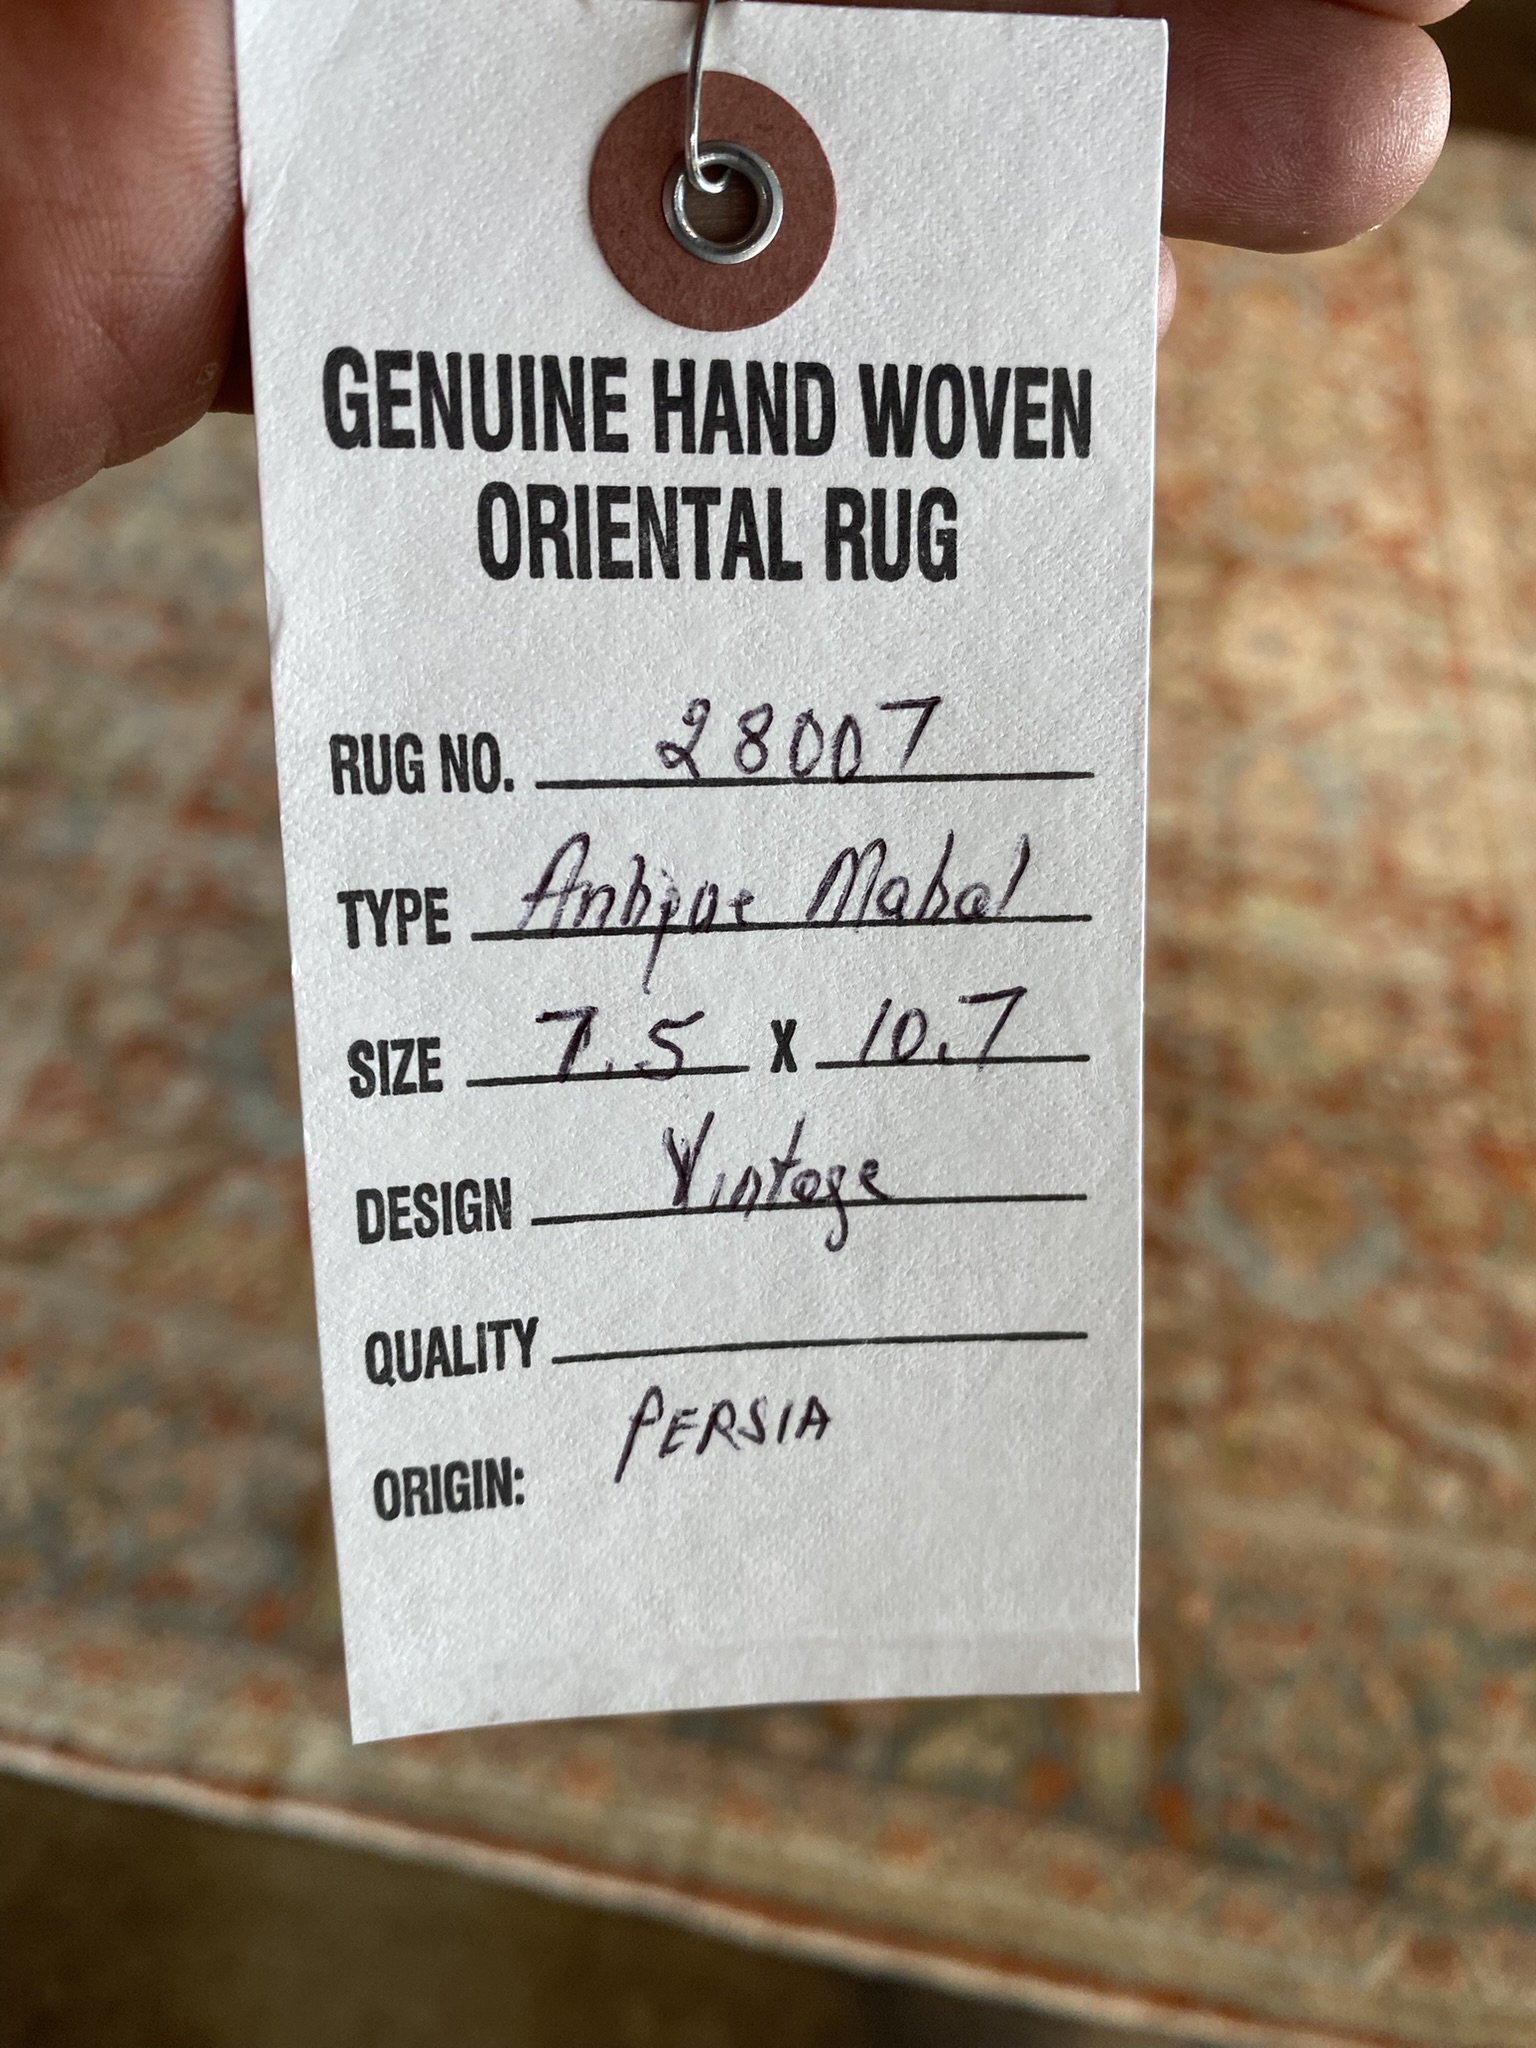 GENUINE HAND WOVEN
ORIENTAL RUG
RUG NO. 28007
TYPE Antique Mahal
SIZE 7.5 X 10.7
DESIGN Vintage
QUALITY
ORIGIN: PERSIA